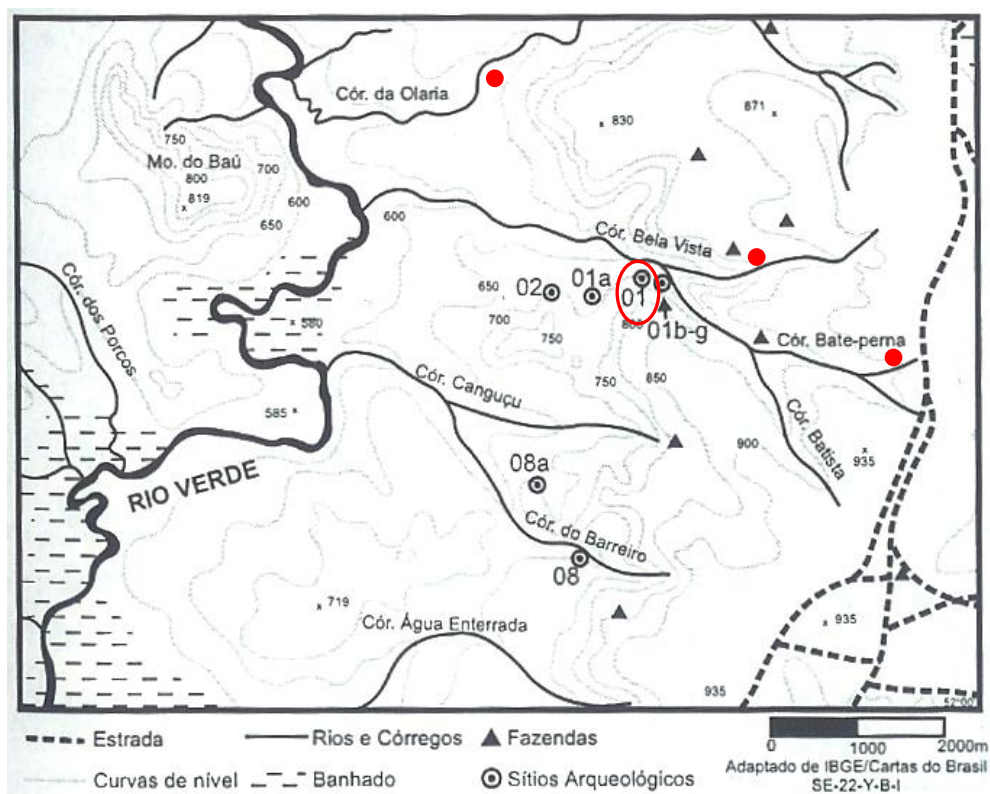 Cór. da Olaria
830
871
750
Mo. do Baú
700
800
819
600
650
600
Cór. Bela Vista
Cór. dos Porcos
650
02
01a
01
01b-g
580
700
750
800
Cór. Bate-perna
Cór. Canguçu
750
850
585
Cór. Batista
900
935
RIO VERDE
08a
Cór. do Barreiro
08
719
Cór. Água Enterrada
935
935
52°00'
Estrada
Rios e Córregos
Fazendas
Curvas de nível
Banhado
Sítios Arqueológicos
0 1000 2000m
Adaptado de IBGE/Cartas do Brasil
SE-22-Y-B-I